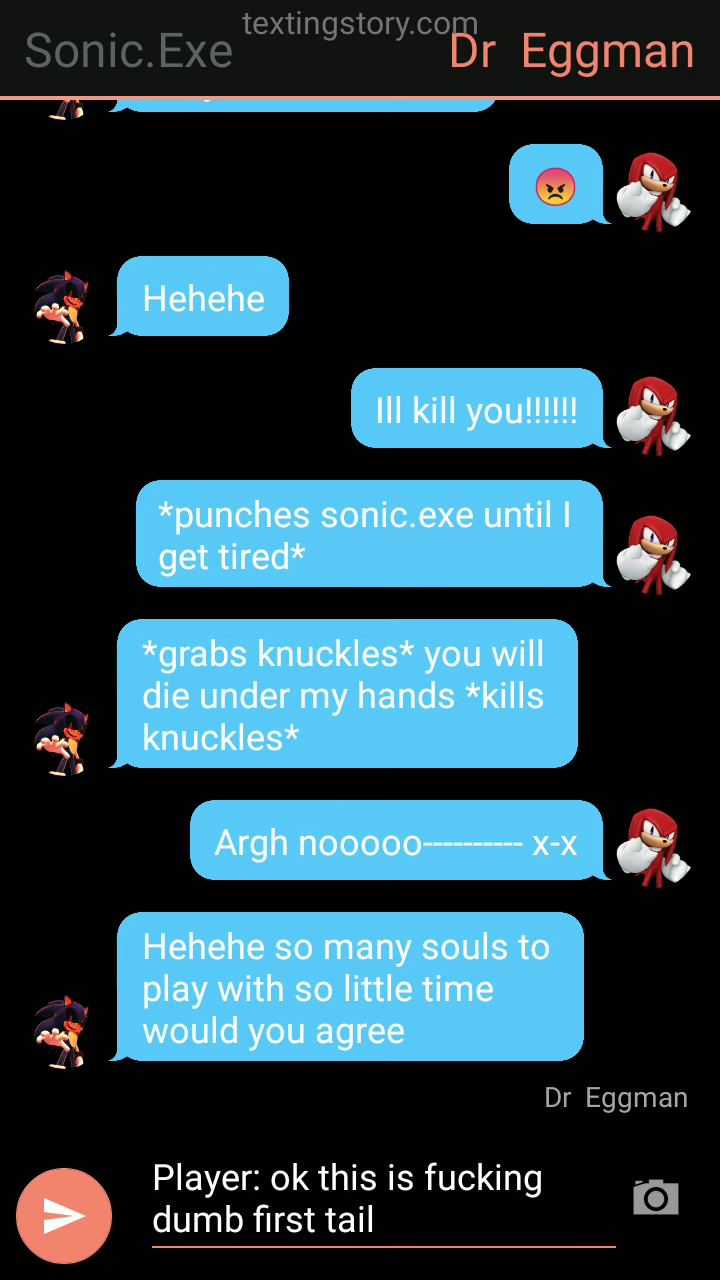 textingstory.com
Sonic.Exe
Dr Eggman
😡
Hehehe
Ill kill you!!!!!!
*punches sonic.exe until I
get tired*
*grabs knuckles* you will
die under my hands *kills
knuckles*
Argh nooooo---------- x-x
Hehehe so many souls to
play with so little time
would you agree
Dr Eggman
Player: ok this is fucking
dumb first tail